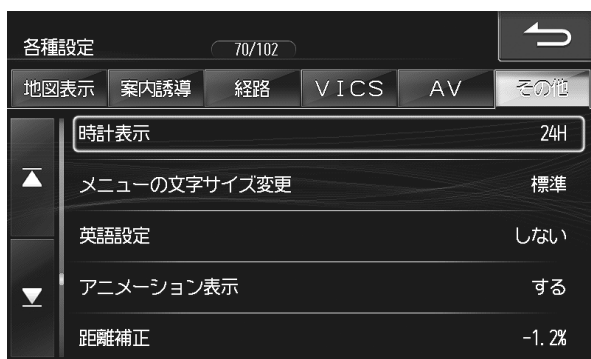 各種設定 70/102
地図表示 案内誘導 経路 VICS AV その他
時計表示 24H
メニューの文字サイズ変更 標準
英語設定 しない
アニメーション表示 する
距離補正 -1.2%